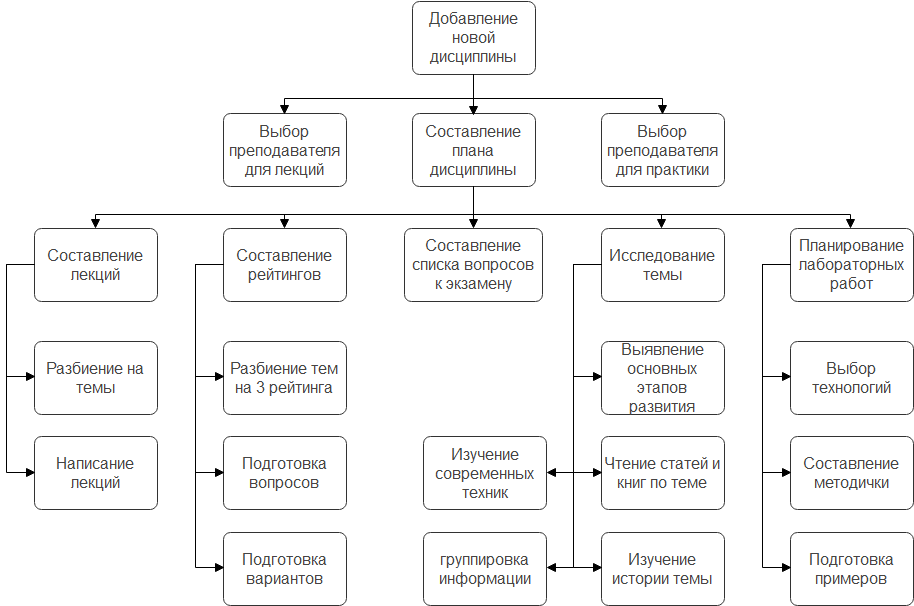 Добавление
новой
дисциплины
Выбор
преподавателя
для лекций
Составление
плана
дисциплины
Выбор
преподавателя
для практики
Составление
лекций
Составление
рейтингов
Составление
списка вопросов
к экзамену
Исследование
темы
Планирование
лабораторных
работ
Разбиение на
темы
Разбиение тем
на 3 рейтинга
Выявление
основных
этапов
развития
Выбор
технологий
Написание
лекций
Подготовка
вопросов
Изучение
современных
техник
Чтение статей и
книг по теме
Составление
методички
Подготовка
вариантов
группировка
информации
Изучение
истории темы
Подготовка
примеров